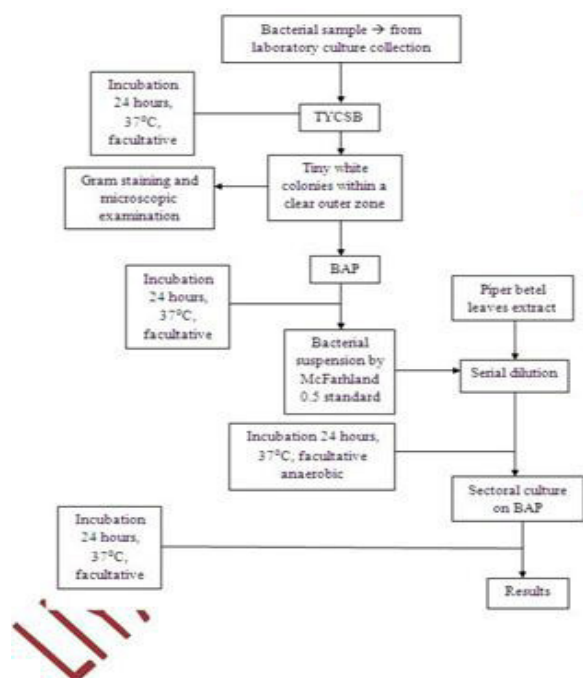 Bacterial sample → from
laboratory culture collection
Incubation
24 hours,
37°C,
facultative
TYCSB
Tiny white
colonies within a
clear outer zone
Gram staining and
microscopic
examination
BAP
Incubation
24 hours,
37°C,
facultative
Piper betel
leaves extract
Bacterial
suspension by
McFarhland
0.5 standard
Serial dilution
Incubation 24 hours,
37°C, facultative
anaerobic
Sectoral culture
on BAP
Incubation
24 hours,
37°C,
facultative
Results